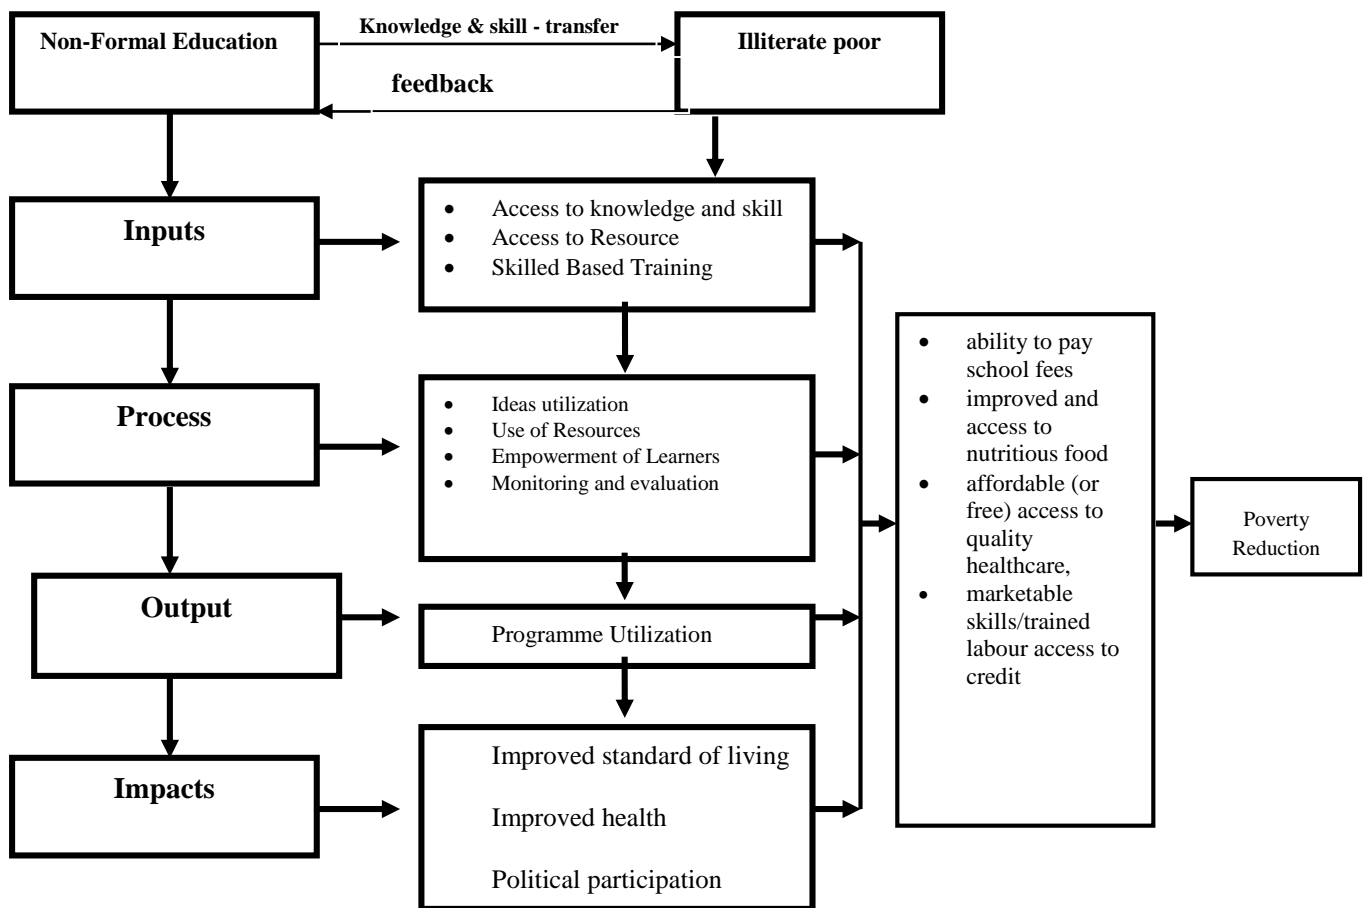 Non-Formal Education
Knowledge & skill - transfer
Illiterate poor
feedback
Inputs
• Access to knowledge and skill
• Access to Resource
• Skilled Based Training
Process
• Ideas utilization
• Use of Resources
• Empowerment of Learners
• Monitoring and evaluation
Output
Programme Utilization
Impacts
Improved standard of living
Improved health
Political participation
• ability to pay
school fees
• improved and
access to
nutritious food
• affordable (or
free) access to
quality
healthcare,
• marketable
skills/trained
labour access to
credit
Poverty
Reduction